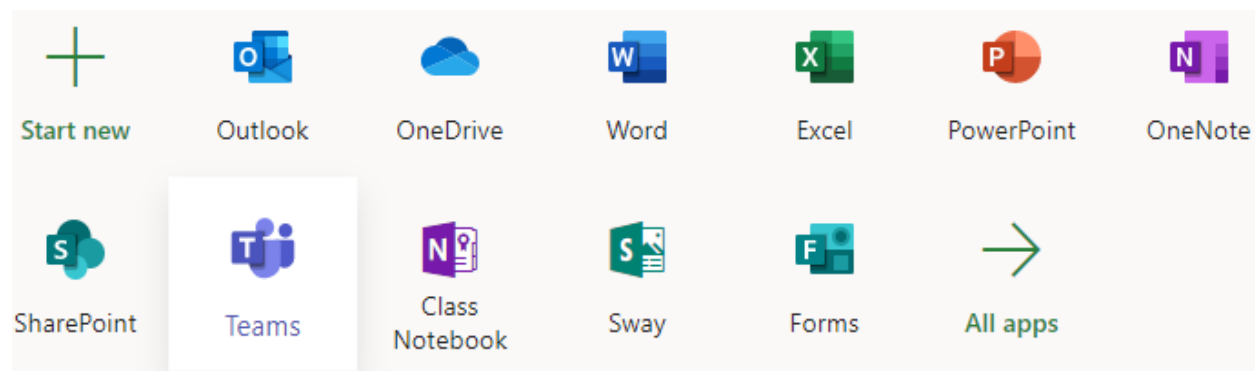 O
W
X
P
N
Start new
Outlook
OneDrive
Word
Excel
PowerPoint
OneNote
S
T
N
S
F
SharePoint
Teams
Class
Notebook
Sway
Forms
All apps